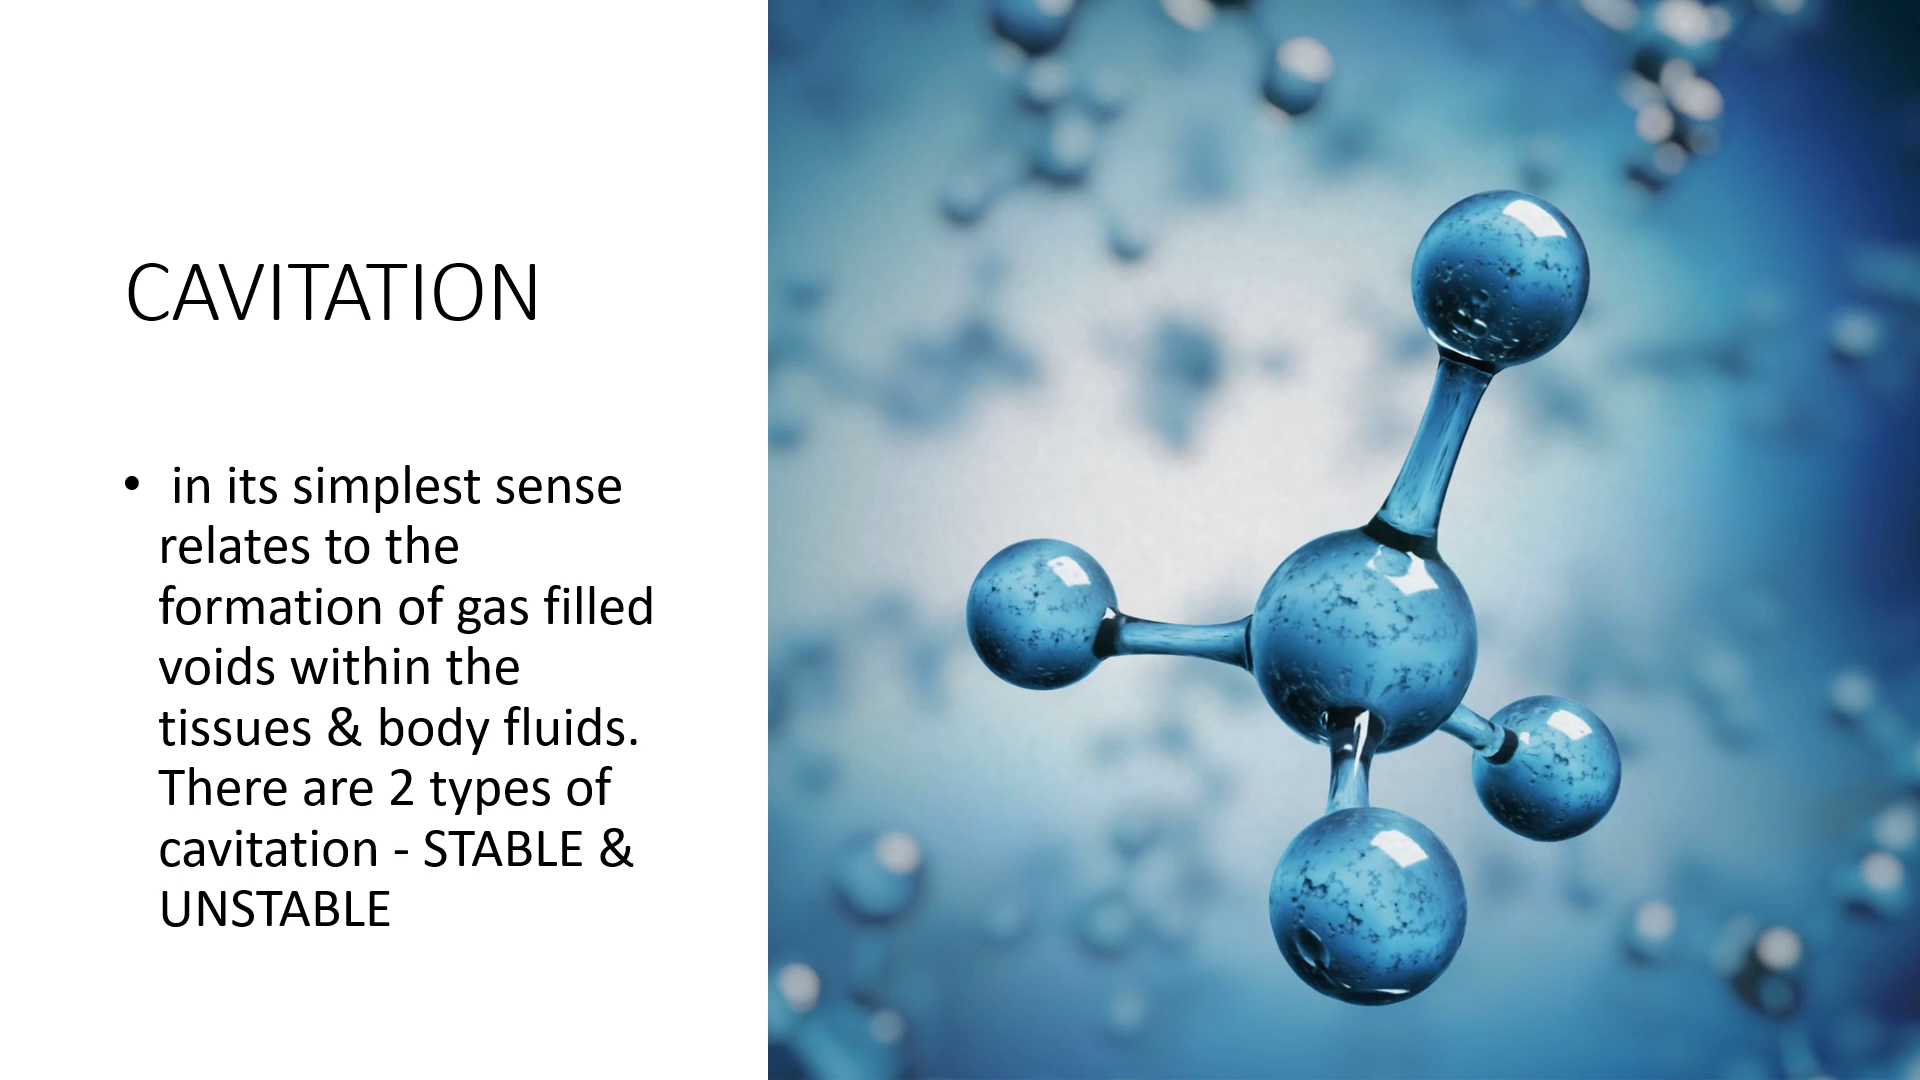 CAVITATION
• in its simplest sense
relates to the
formation of gas filled
voids within the
tissues & body fluids.
There are 2 types of
cavitation - STABLE &
UNSTABLE